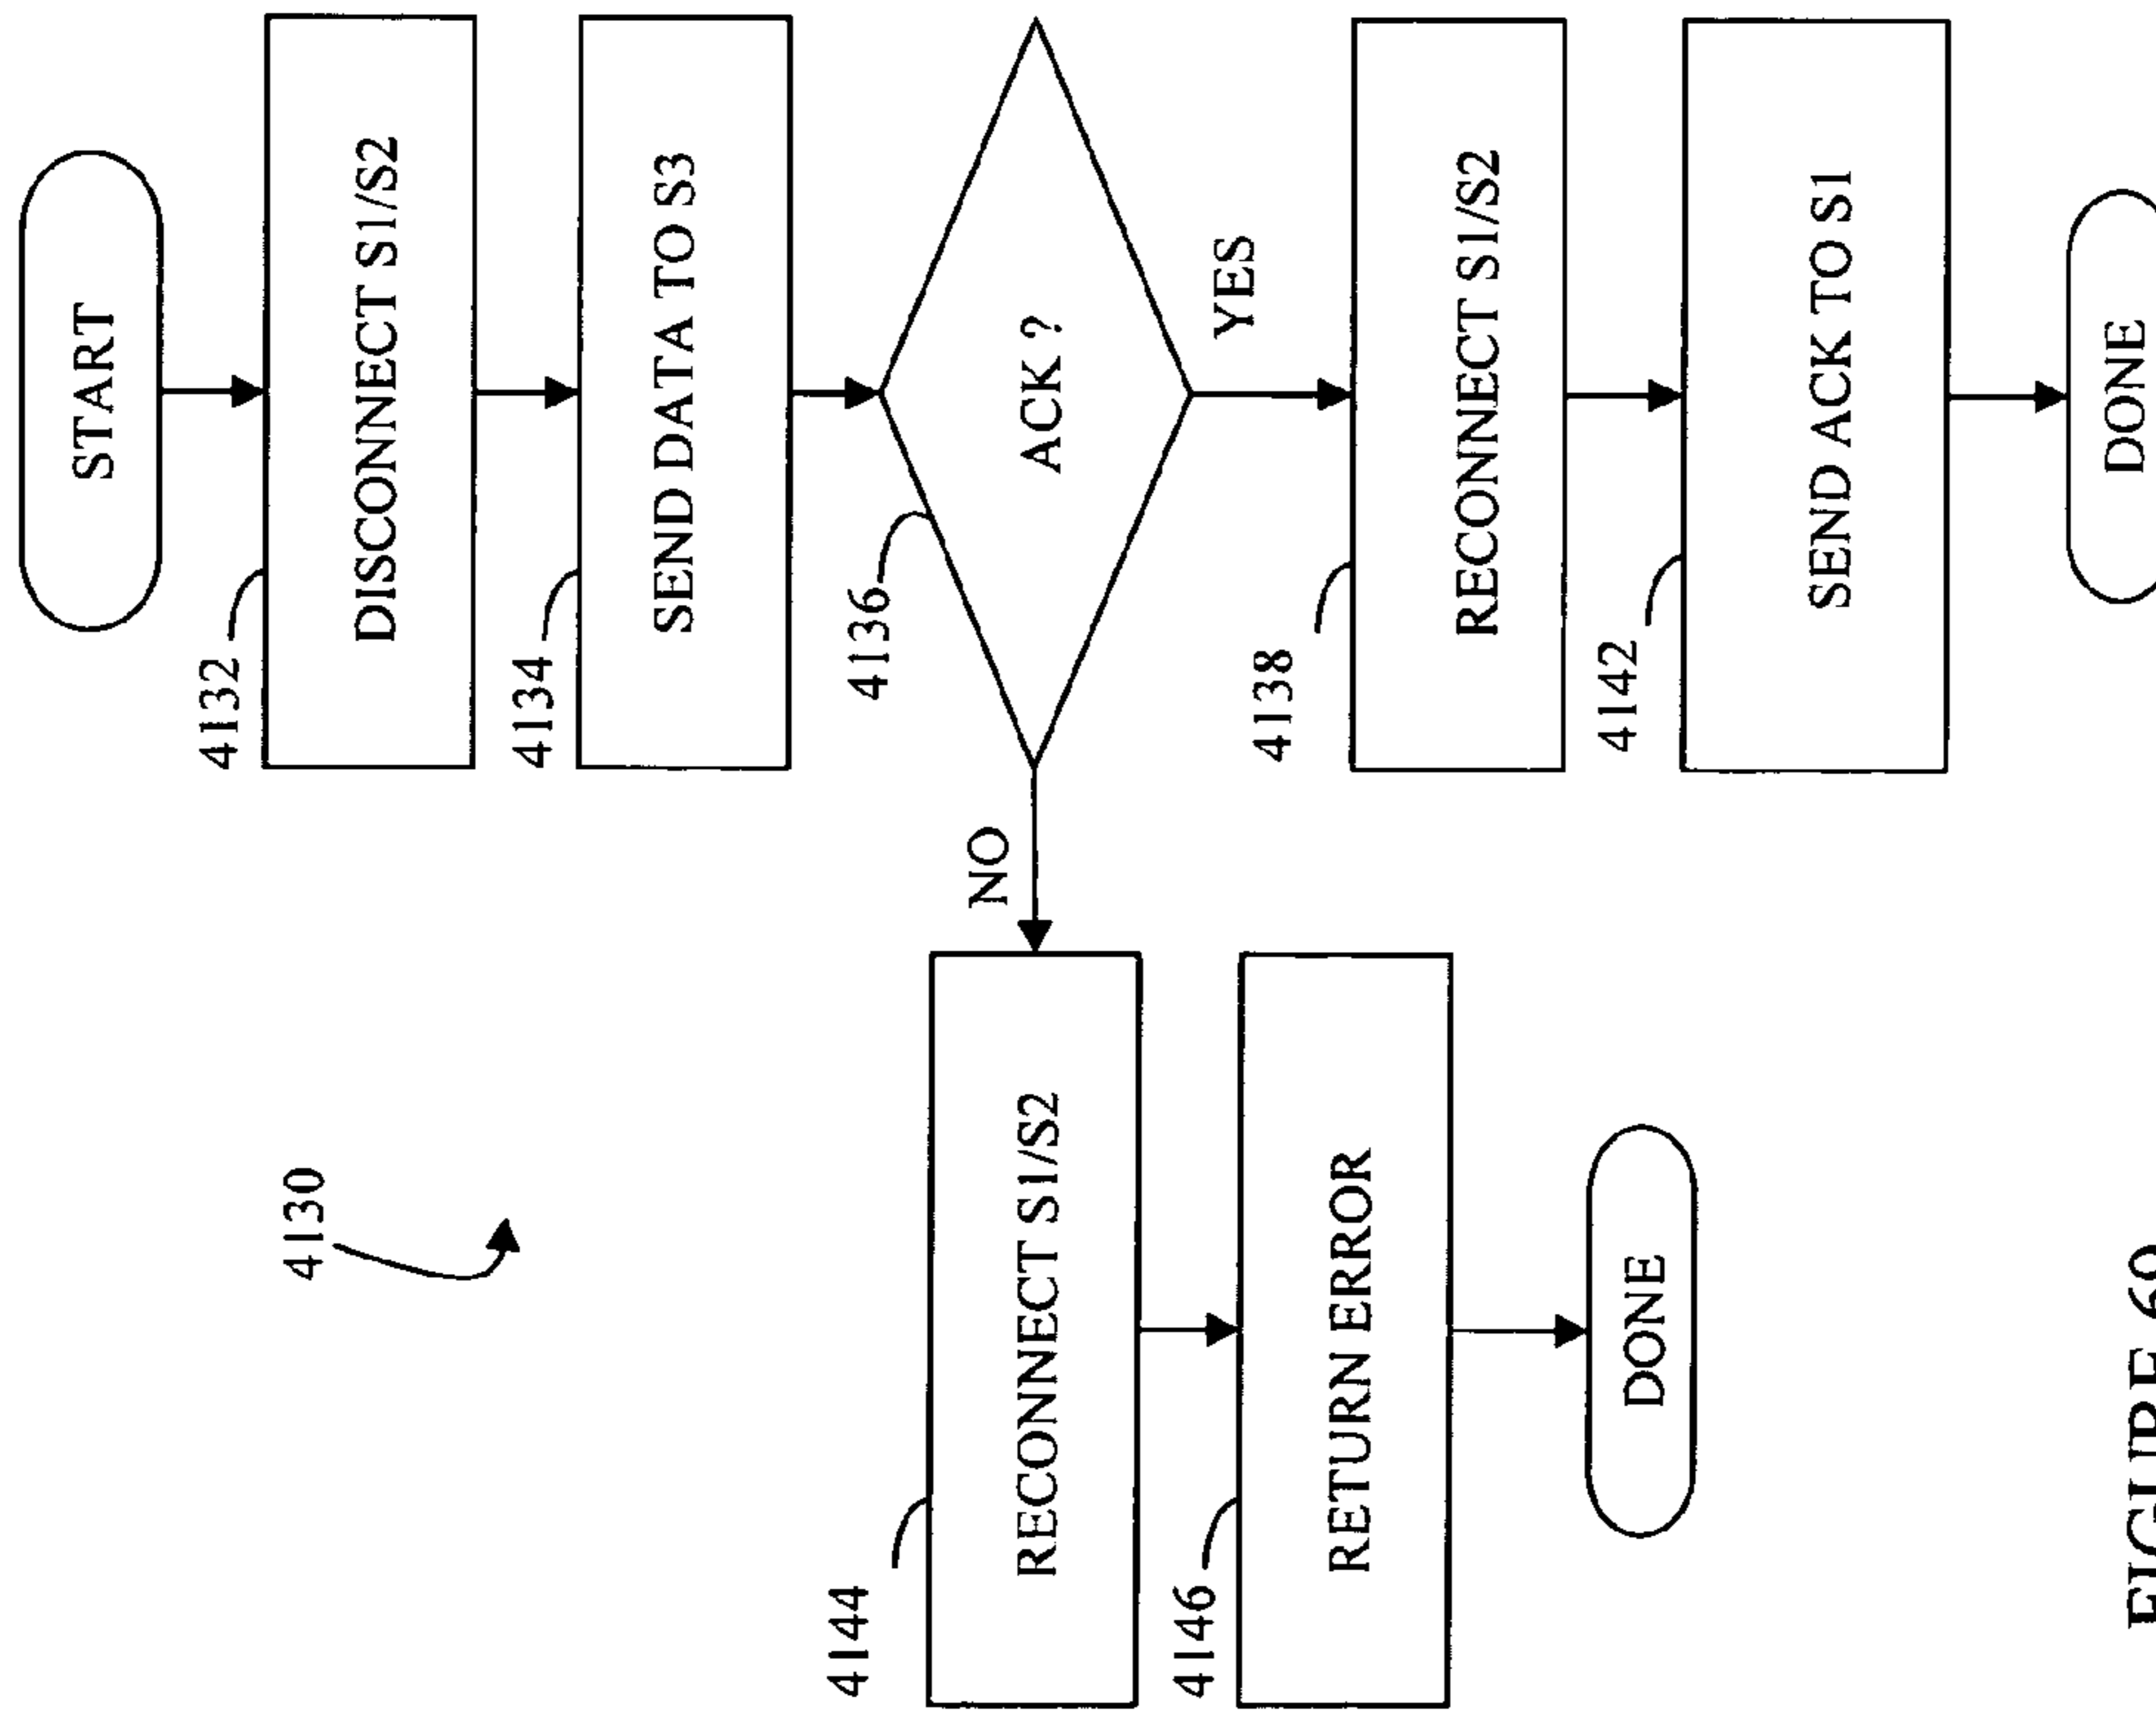 START
4132
DISCONNECT S1/S2
4130
4134
SEND DATA TO S3
4136
ACK ?
NO
YES
4144
RECONNECT S1/S2
4146
RETURN ERROR
DONE
4138
RECONNECT S1/S2
4142
SEND ACK TO S1
DONE
FIGURE